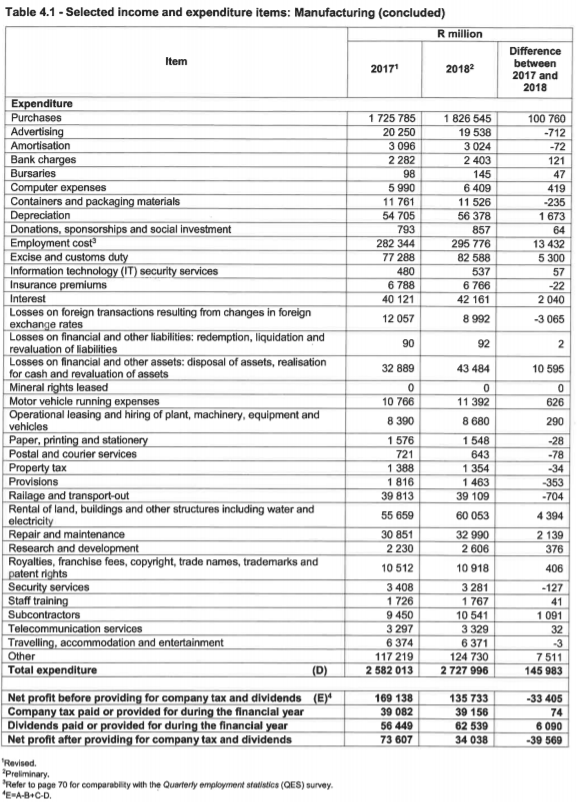 Table 4.1 - Selected income and expenditure items: Manufacturing (concluded)
R million
Item
2017¹ 2018² Difference between 2017 and 2018
Expenditure
Purchases 1 725 785 1 826 545 100 760
Advertising 20 250 19 538 -712
Amortisation 3 096 3 024 -72
Bank charges 2 282 2 403 121
Bursaries 98 145 47
Computer expenses 5 990 6 409 419
Containers and packaging materials 11 761 11 526 -235
Depreciation 54 705 56 378 1 673
Donations, sponsorships and social investment 793 857 64
Employment cost³ 282 344 295 776 13 432
Excise and customs duty 77 288 82 588 5 300
Information technology (IT) security services 480 537 57
Insurance premiums 6 788 6 766 -22
Interest 40 121 42 161 2 040
Losses on foreign transactions resulting from changes in foreign
exchange rates 12 057 8 992 -3 065
Losses on financial and other liabilities: redemption, liquidation and
revaluation of liabilities 90 92 2
Losses on financial and other assets: disposal of assets, realisation
for cash and revaluation of assets 32 889 43 484 10 595
Mineral rights leased 0 0 0
Motor vehicle running expenses 10 766 11 392 626
Operational leasing and hiring of plant, machinery, equipment and
vehicles 8 390 8 680 290
Paper, printing and stationery 1 576 1 548 -28
Postal and courier services 721 643 -78
Property tax 1 388 1 354 -34
Provisions 1 816 1 463 -353
Railage and transport-out 39 813 39 109 -704
Rental of land, buildings and other structures including water and
electricity 55 659 60 053 4 394
Repair and maintenance 30 851 32 990 2 139
Research and development 2 230 2 606 376
Royalties, franchise fees, copyright, trade names, trademarks and
patent rights 10 512 10 918 406
Security services 3 408 3 281 -127
Staff training 1 726 1 767 41
Subcontractors 9 450 10 541 1 091
Telecommunication services 3 297 3 329 32
Travelling, accommodation and entertainment 6 374 6 371 -3
Other 117 219 124 730 7 511
Total expenditure (D) 2 582 013 2 727 996 145 983
Net profit before providing for company tax and dividends (E)⁴ 169 138 135 733 -33 405
Company tax paid or provided for during the financial year 39 082 39 156 74
Dividends paid or provided for during the financial year 56 449 62 539 6 090
Net profit after providing for company tax and dividends 73 607 34 038 -39 569
¹Revised.
²Preliminary.
³Refer to page 70 for comparability with the Quarterly employment statistics (QES) survey.
⁴E=A-B+C-D.